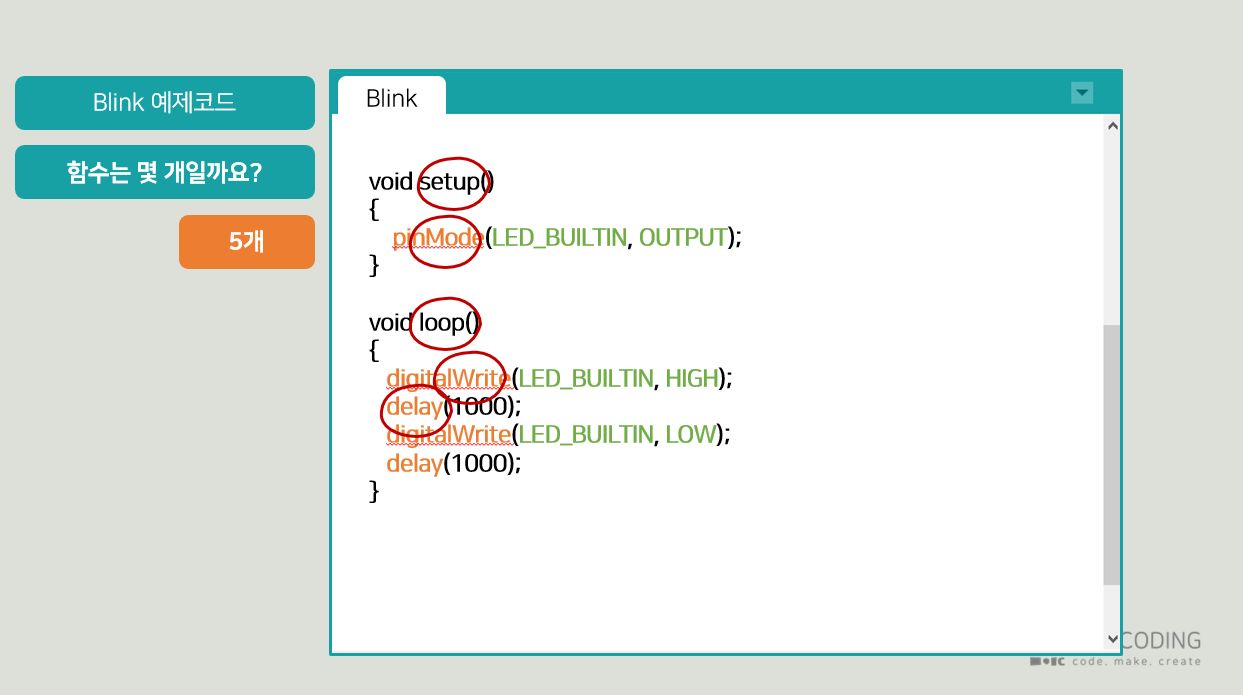 Blink 예제코드
함수는 몇 개일까요?
5개
Blink
void setup()
{
pinMode(LED_BUILTIN, OUTPUT);
}
void loop()
{
digitalWrite(LED_BUILTIN, HIGH);
delay(1000);
digitalWrite(LED_BUILTIN, LOW);
delay(1000);
}
CODING
code. make. create